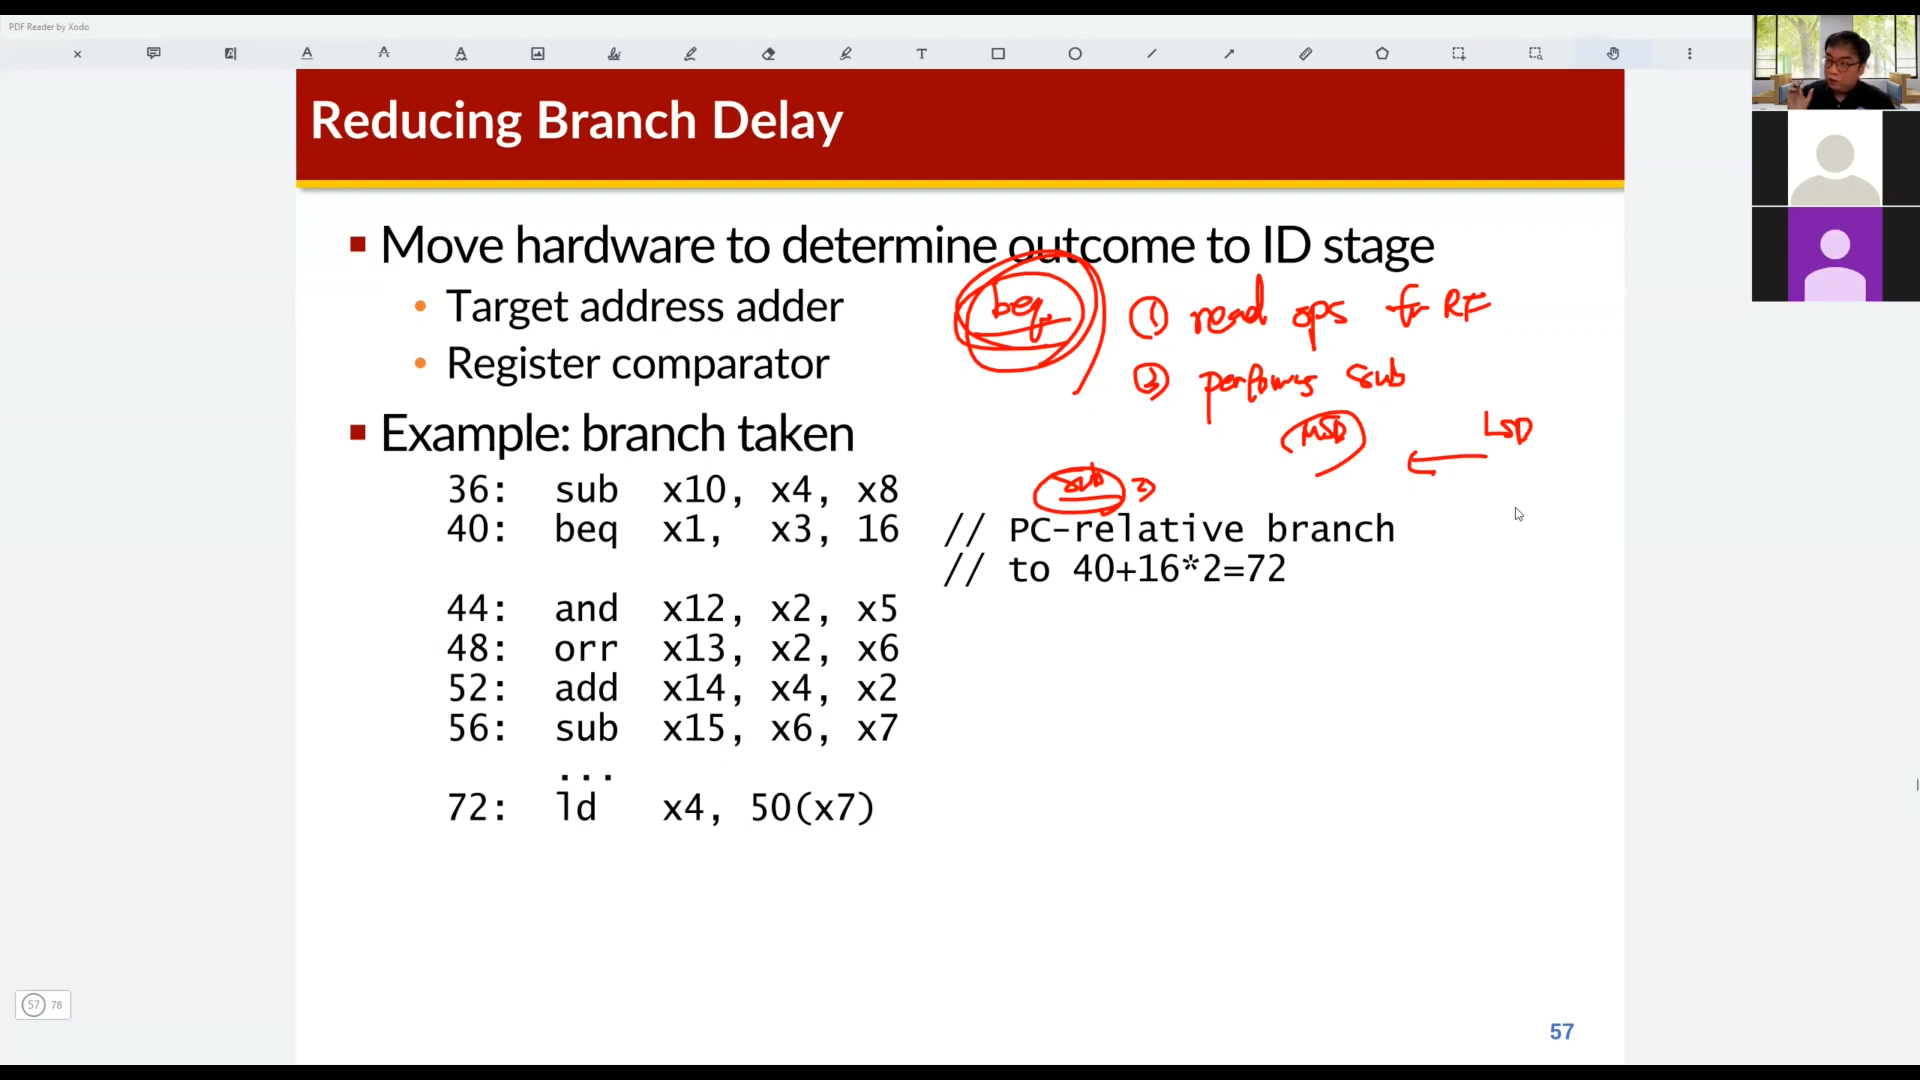 PDF Reader by Xodo
Reducing Branch Delay
▪ Move hardware to determine outcome to ID stage
• Target address adder
• Register comparator
beq
① read ops fr RF
② performs sub
▪ Example: branch taken
MSD
LSD
sub
36: sub x10, x4, x8
40: beq x1, x3, 16 // PC-relative branch
// to 40+16*2=72
44: and x12, x2, x5
48: orr x13, x2, x6
52: add x14, x4, x2
56: sub x15, x6, x7
...
72: ld x4, 50(x7)
57 78
57